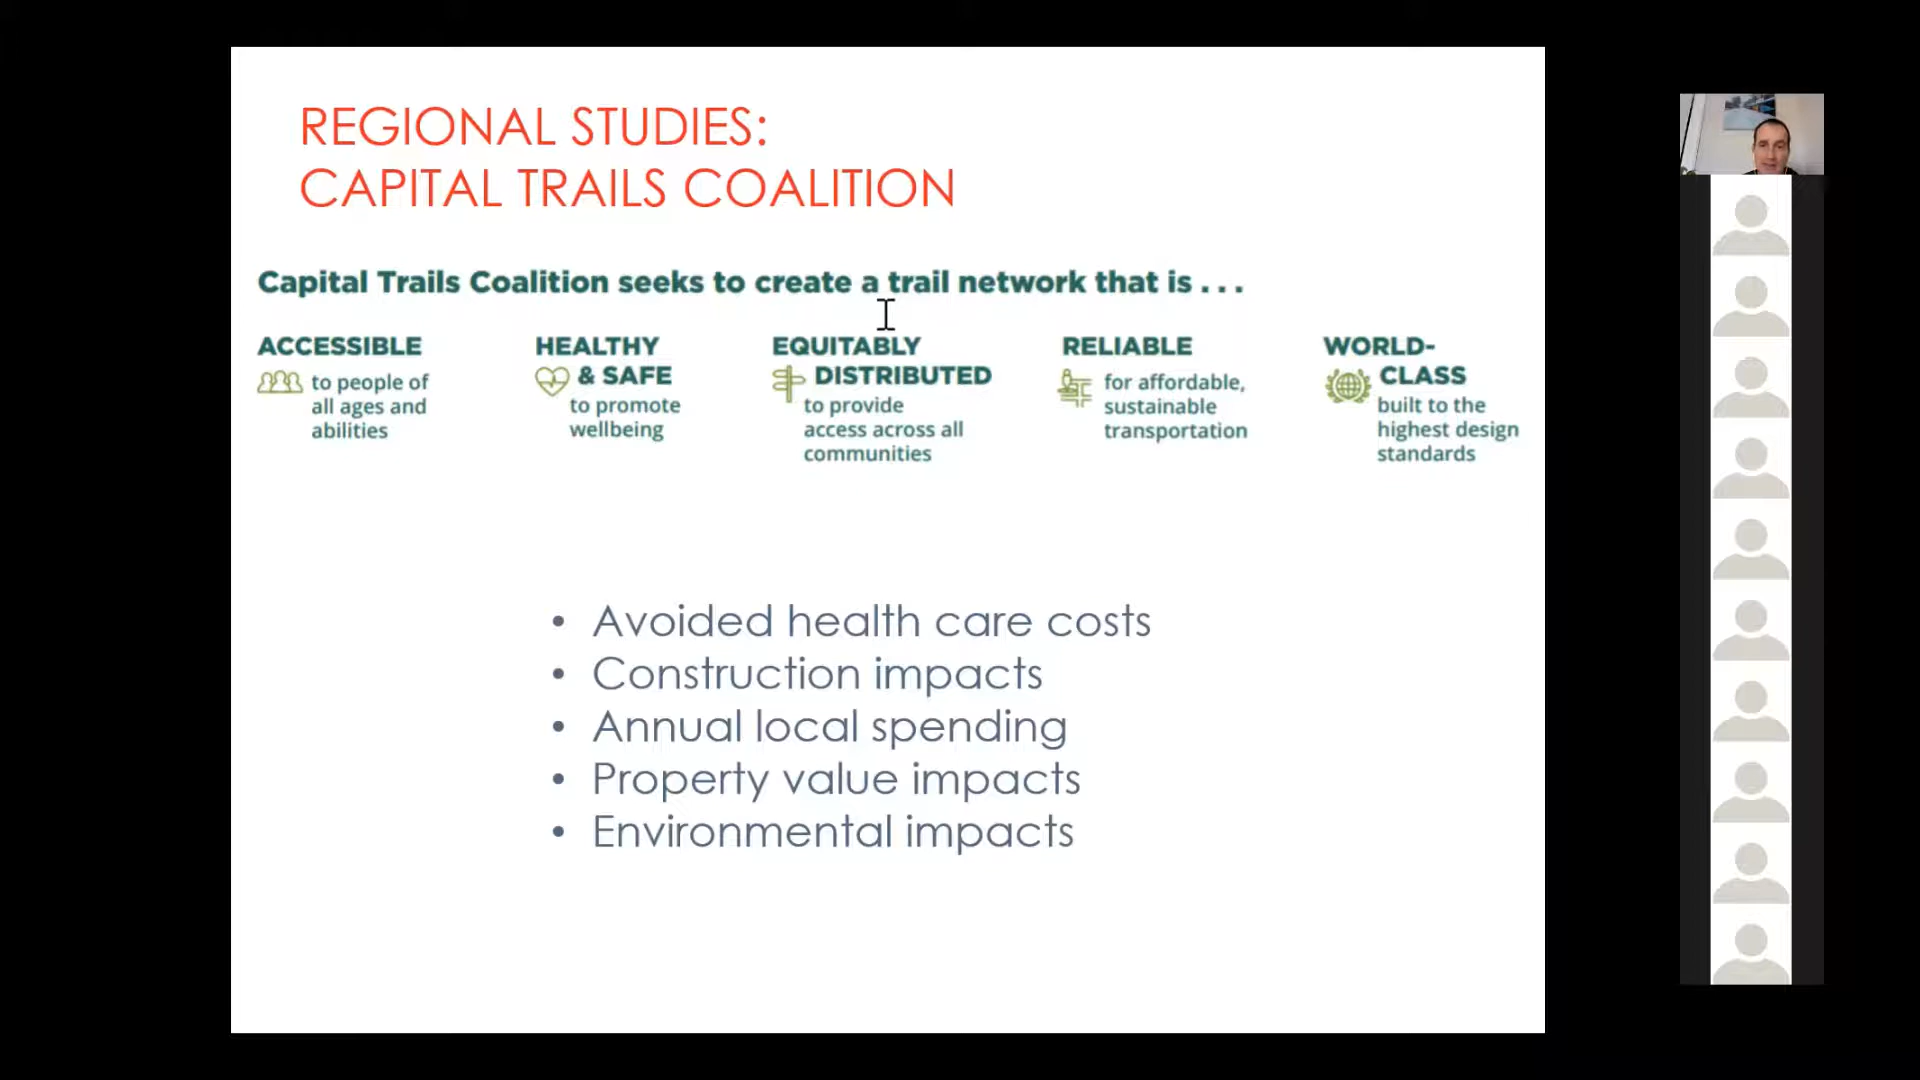 REGIONAL STUDIES:
CAPITAL TRAILS COALITION
Capital Trails Coalition seeks to create a trail network that is . . .
ACCESSIBLE
to people of
all ages and
abilities
HEALTHY
& SAFE
to promote
wellbeing
EQUITABLY
DISTRIBUTED
to provide
access across all
communities
RELIABLE
for affordable,
sustainable
transportation
WORLD-
CLASS
built to the
highest design
standards
• Avoided health care costs
• Construction impacts
• Annual local spending
• Property value impacts
• Environmental impacts